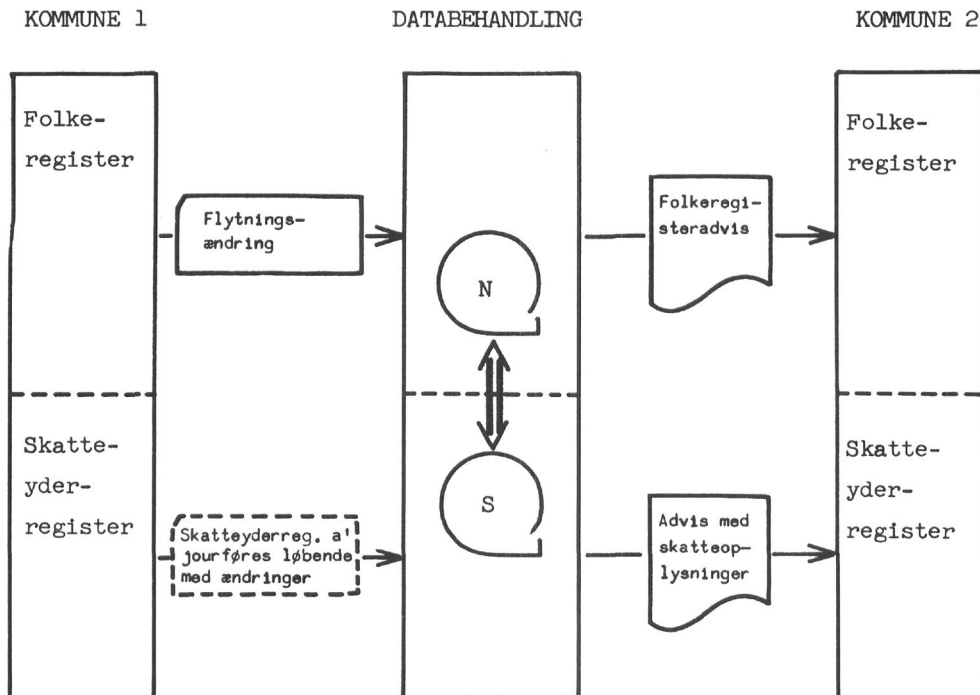 KOMMUNE 1
DATABEHANDLING
KOMMUNE 2
Folke-
register
Flytnings-
ændring
N
Folkeregi-
steradvis
Folke-
register
Skatte-
yder-
register
Skatteyderreg. a'
jourføres løbende
med ændringer
S
Advis med
skatteop-
lysninger
Skatte-
yder-
register